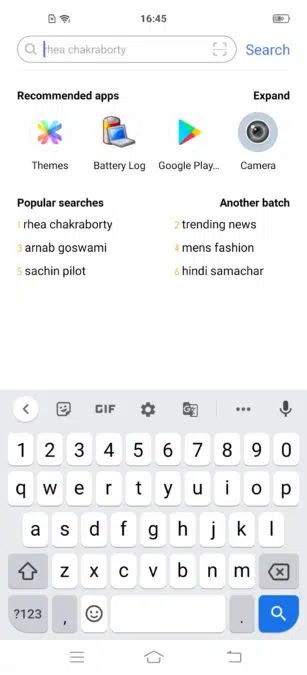 16:45
rhea chakraborty Search
Recommended apps Expand
Themes Battery Log Google Play... Camera
Popular searches Another batch
1 rhea chakraborty 2 trending news
3 arnab goswami 4 mens fashion
5 sachin pilot 6 hindi samachar
GIF
1 2 3 4 5 6 7 8 9 0
q w e r t y u i o p
a s d f g h j k l
z x c v b n m
?123 , .